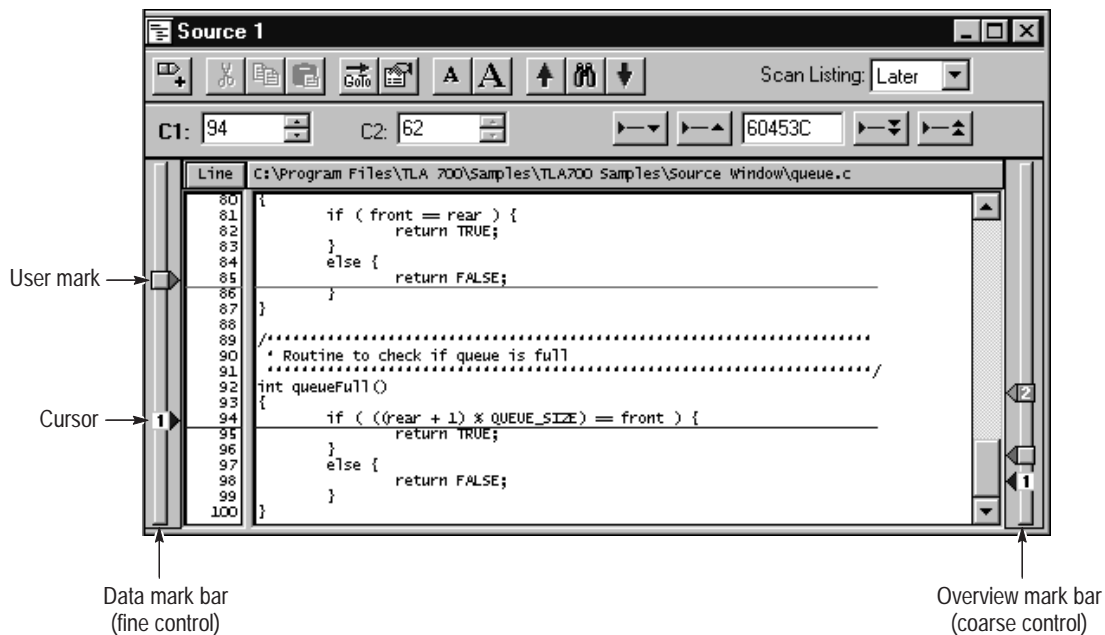 Source 1
GoTo A A Scan Listing: Later
C1: 94 C2: 62 60453C
Line C:\Program Files\TLA 700\Samples\TLA700 Samples\Source Window\queue.c
80 {
81 if ( front == rear ) {
82 return TRUE;
83 }
84 else {
User mark
85 return FALSE;
86 }
87 }
88
89 /******************************************************************
90 * Routine to check if queue is full
91 ******************************************************************/
92 int queueFull()
2
93 {
Cursor
1
94 if ( ((rear + 1) % QUEUE_SIZE) == front ) {
95 return TRUE;
96 }
97 else {
98 return FALSE;
1
99 }
100 }
Data mark bar
(fine control)
Overview mark bar
(coarse control)